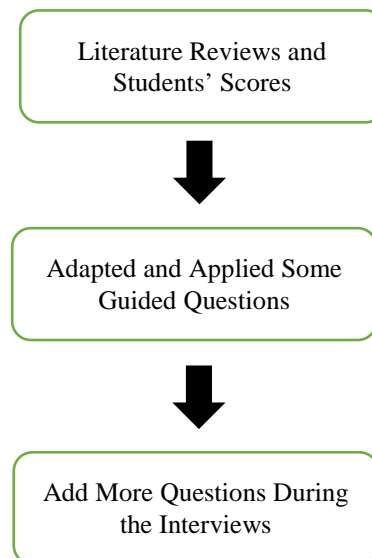 Literature Reviews and
Students’ Scores
Adapted and Applied Some
Guided Questions
Add More Questions During
the Interviews